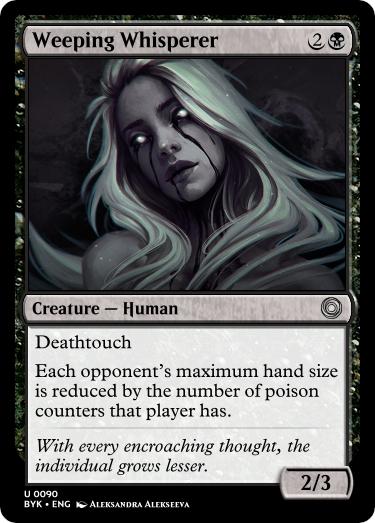 Weeping Whisperer 2
Creature — Human
Deathtouch
Each opponent's maximum hand size
is reduced by the number of poison
counters that player has.
With every encroaching thought, the
individual grows lesser.
2/3
U 0090
BYK • ENG ALEKSANDRA ALEKSEEVA